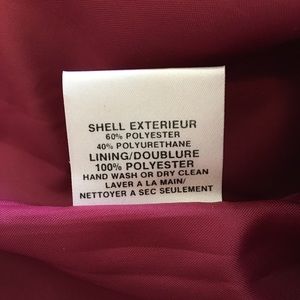 SHELL EXTERIEUR
60% POLYESTER
40% POLYURETHANE
LINING/DOUBLURE
100% POLYESTER
HAND WASH OR DRY CLEAN
LAVER A LA MAIN/
NETTOYER A SEC SEULEMENT